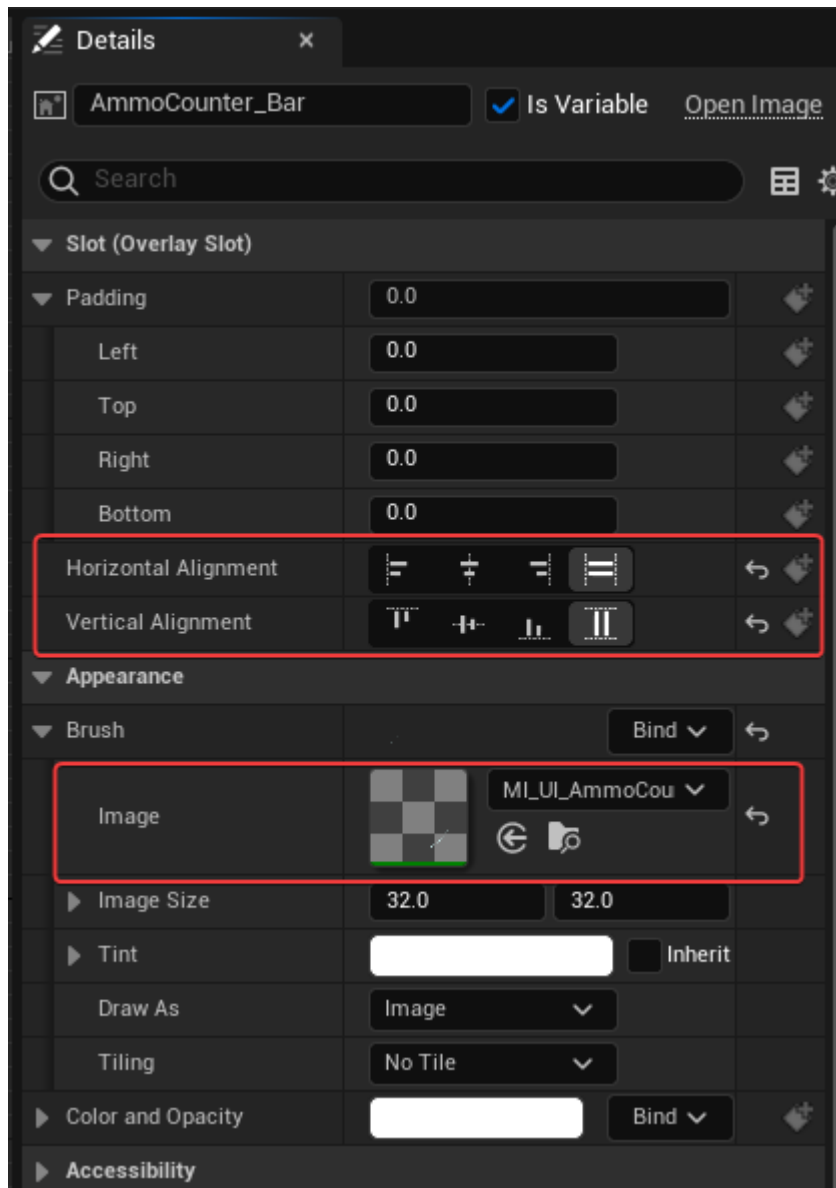 Details
AmmoCounter_Bar Is Variable Open Image
Search
Slot (Overlay Slot)
Padding 0.0
Left 0.0
Top 0.0
Right 0.0
Bottom 0.0
Horizontal Alignment
Vertical Alignment
Appearance
Brush Bind
Image MI_UI_AmmoCou
Image Size 32.0 32.0
Tint Inherit
Draw As Image
Tiling No Tile
Color and Opacity Bind
Accessibility